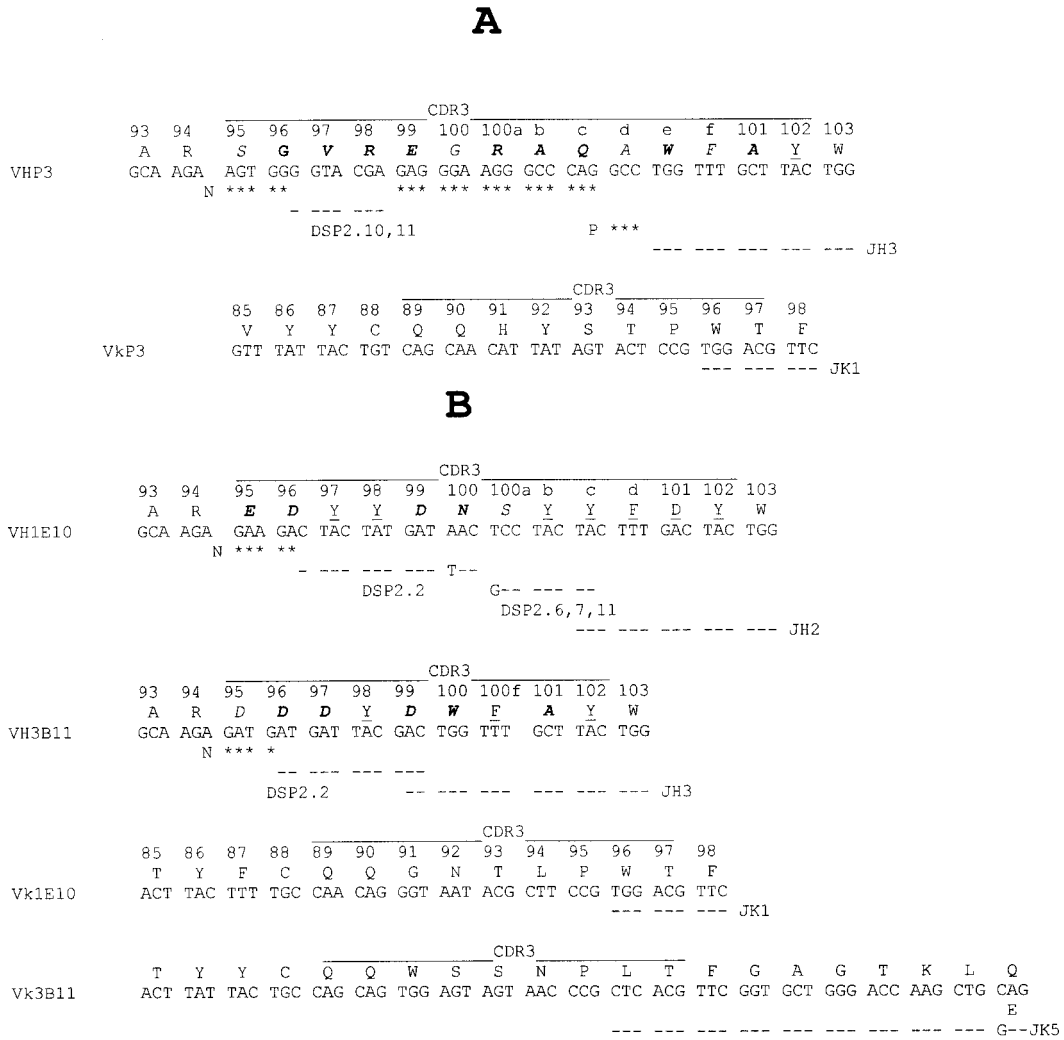 A
CDR3
93 94 95 96 97 98 99 100 100a b c d e f 101 102 103
A R S G V R E G R A Q A W F A Y W
VHP3 GCA AGA AGT GGG GTA CGA GAG GGA AGG GCC CAG GCC TGG TTT GCT TAC TGG
N *** ** *** *** *** *** ***
- --- ---
DSP2.10,11 P ***
--- --- --- --- --- JH3
CDR3
85 86 87 88 89 90 91 92 93 94 95 96 97 98
V Y Y C Q Q H Y S T P W T F
VkP3 GTT TAT TAC TGT CAG CAA CAT TAT AGT ACT CCG TGG ACG TTC
--- --- --- JK1
B
CDR3
93 94 95 96 97 98 99 100 100a b c d 101 102 103
A R E D Y Y D N S Y Y F D Y W
VH1E10 GCA AGA GAA GAC TAC TAT GAT AAC TCC TAC TAC TTT GAC TAC TGG
N *** **
- --- --- --- T--
DSP2.2 G-- --- --
DSP2.6,7,11
--- --- --- --- --- JH2
CDR3
93 94 95 96 97 98 99 100 100f 101 102 103
A R D D D Y D W F A Y W
VH3B11 GCA AGA GAT GAT GAT TAC GAC TGG TTT GCT TAC TGG
N *** *
-- --- --- ---
DSP2.2 --- --- --- --- --- --- JH3
CDR3
85 86 87 88 89 90 91 92 93 94 95 96 97 98
T Y F C Q Q G N T L P W T F
Vk1E10 ACT TAC TTT TGC CAA CAG GGT AAT ACG CTT CCG TGG ACG TTC
--- --- --- JK1
CDR3
T Y Y C Q Q W S S N P L T F G A G T K L Q
Vk3B11 ACT TAT TAC TGC CAG CAG TGG AGT AGT AAC CCG CTC ACG TTC GGT GCT GGG ACC AAG CTG CAG
E
--- --- --- --- --- --- --- --- --- --- G--JK5